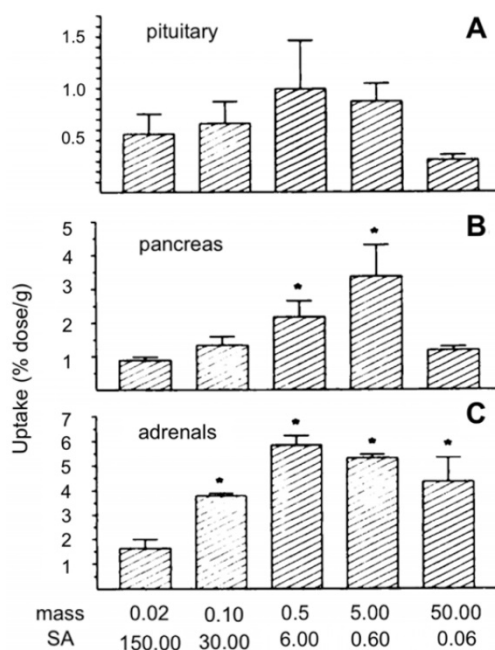 pituitary A
1.5
1.0
0.5
Uptake (% dose/g)
pancreas B
5
4
3
2
1
* *
adrenals C
7
6
5
4
3
2
1
* * * *
mass 0.02 0.10 0.5 5.00 50.00
SA 150.00 30.00 6.00 0.60 0.06